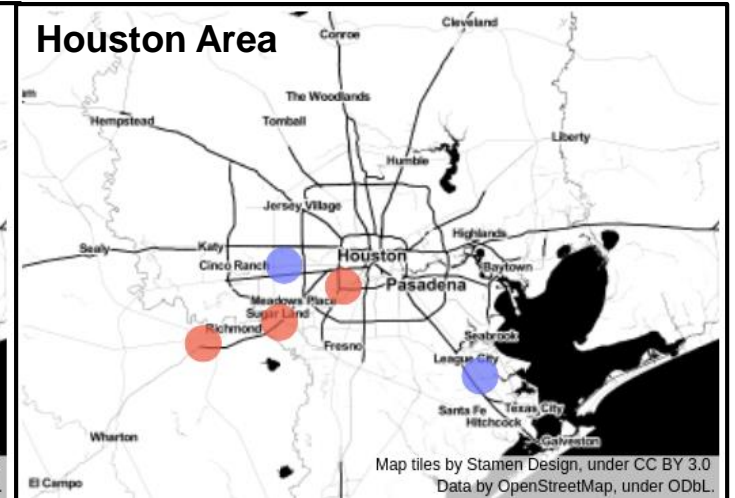 Houston Area
Cleveland
Conroe
The Woodlands
Hempstead
Tomball
Liberty
Humble
Jersey Village
Highlands
Sealy
Katy
Houston
Cinco Ranch
Baytown
Pasadena
Meadows Place
Sugar Land
Richmond
Seabrook
Fresno
League City
Santa Fe
Texas City
Hitchcock
Wharton
Galveston
Map tiles by Stamen Design, under CC BY 3.0
El Campo
Data by OpenStreetMap, under ODbL.